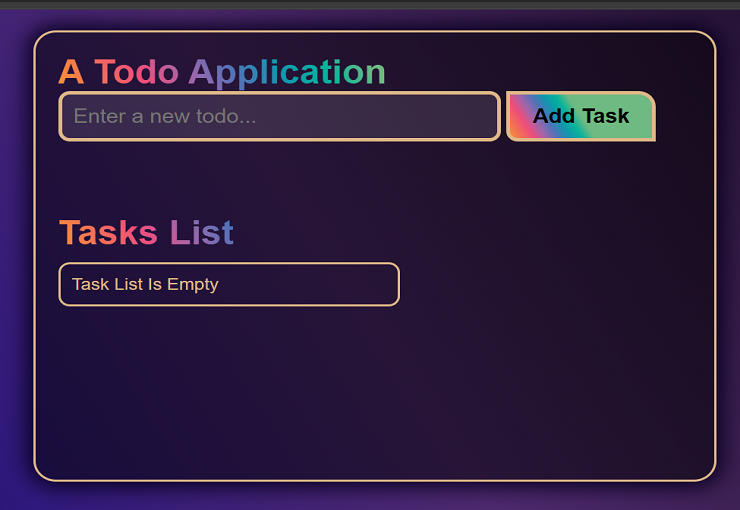 A Todo Application
Enter a new todo...
Add Task
Tasks List
Task List Is Empty